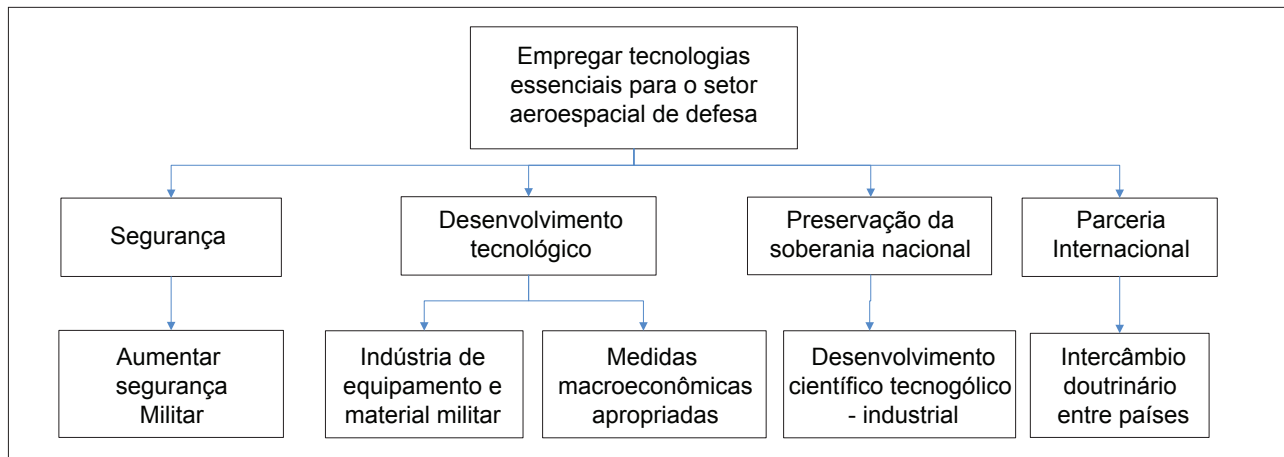 Empregar tecnologias
essenciais para o setor
aeroespacial de defesa
Segurança
Desenvolvimento
tecnológico
Preservação da
soberania nacional
Parceria
Internacional
Aumentar
segurança
Militar
Indústria de
equipamento e
material militar
Medidas
macroeconômicas
apropriadas
Desenvolvimento
científico tecnogólico
- industrial
Intercâmbio
doutrinário
entre países